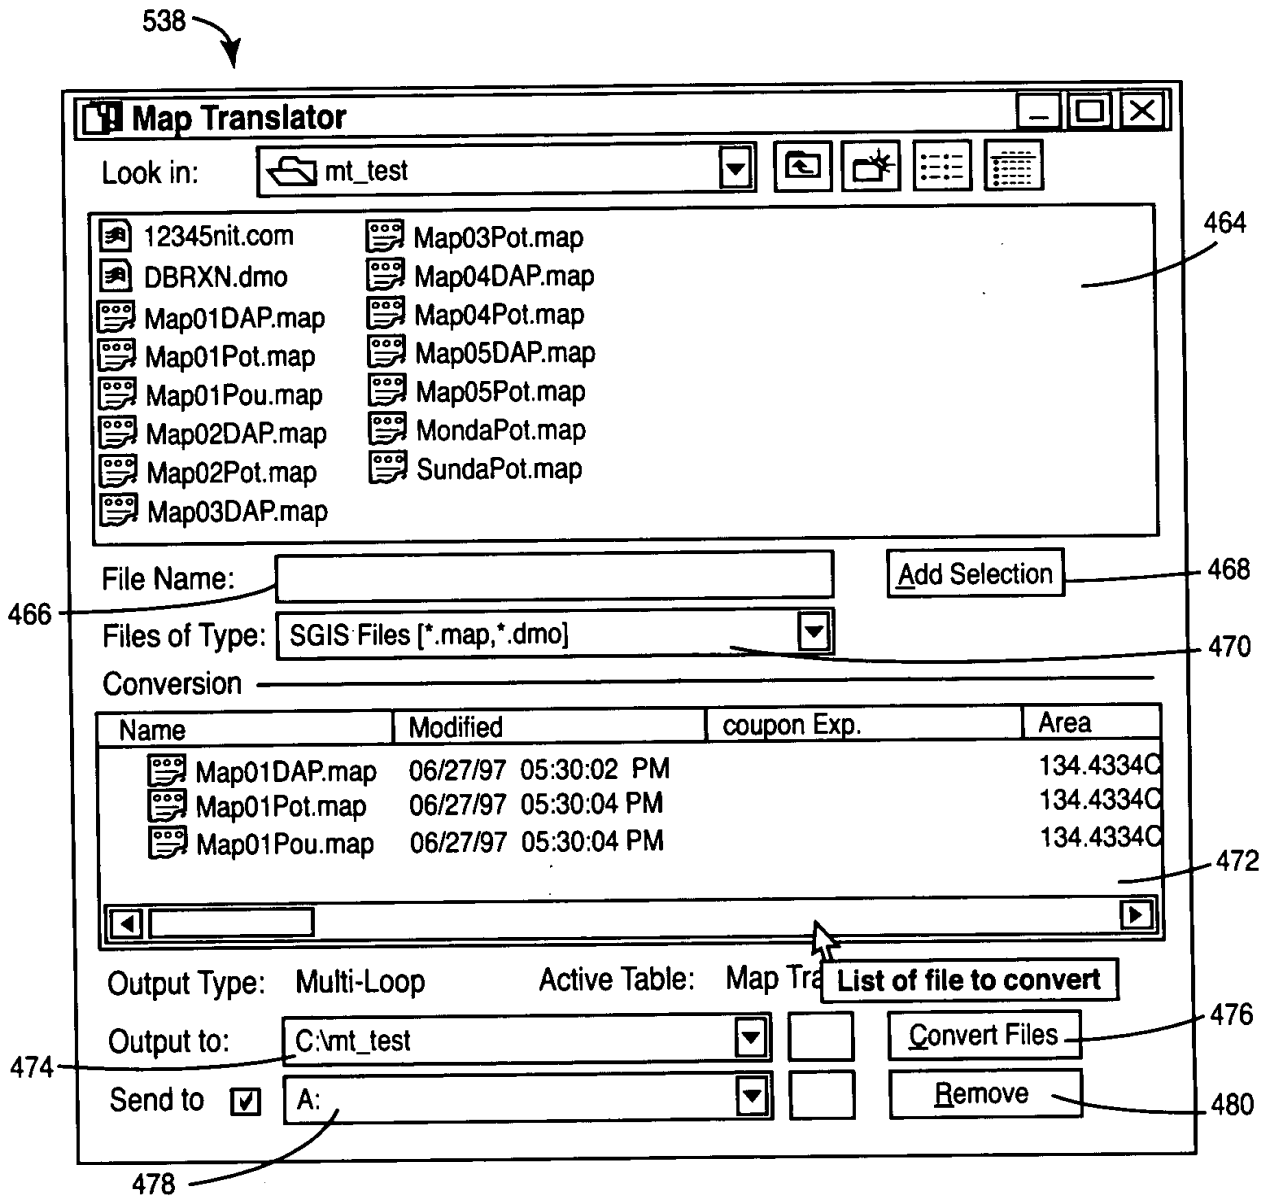 538
Map Translator
Look in: mt_test
464
12345nit.com
DBRXN.dmo
Map01DAP.map
Map01Pot.map
Map01Pou.map
Map02DAP.map
Map02Pot.map
Map03DAP.map
Map03Pot.map
Map04DAP.map
Map04Pot.map
Map05DAP.map
Map05Pot.map
MondaPot.map
SundaPot.map
File Name:
Add Selection
468
466
Files of Type: SGIS Files [*.map,*.dmo]
470
Conversion
Name Modified coupon Exp. Area
Map01DAP.map 06/27/97 05:30:02 PM 134.4334C
Map01Pot.map 06/27/97 05:30:04 PM 134.4334C
Map01Pou.map 06/27/97 05:30:04 PM 134.4334C
472
Output Type: Multi-Loop Active Table: Map Tra
List of file to convert
Output to: C:\mt_test
Convert Files
476
474
Send to A:
Remove
480
478